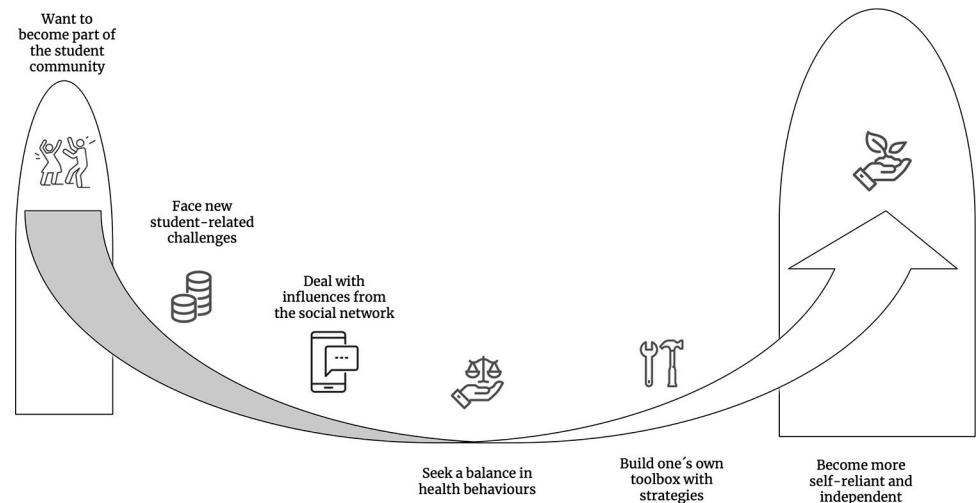 Want to
become part of
the student
community
Face new
student-related
challenges
Deal with
influences from
the social network
Seek a balance in
health behaviours
Build one´s own
toolbox with
strategies
Become more
self-reliant and
independent